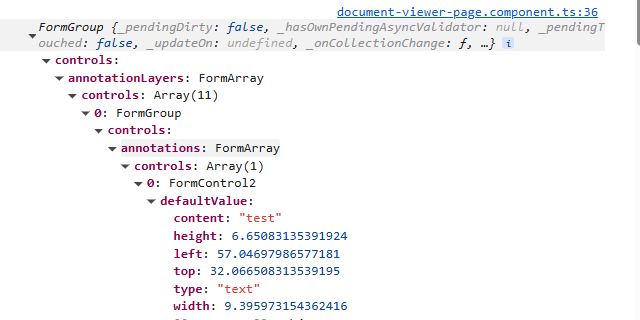 document-viewer-page.component.ts:36
FormGroup {_pendingDirty: false, _hasOwnPendingAsyncValidator: null, _pendingT
ouched: false, _updateOn: undefined, _onCollectionChange: ƒ, …} i
controls:
annotationLayers: FormArray
controls: Array(11)
0: FormGroup
controls:
annotations: FormArray
controls: Array(1)
0: FormControl2
defaultValue:
content: "test"
height: 6.65083135391924
left: 57.04697986577181
top: 32.066508313539195
type: "text"
width: 9.395973154362416